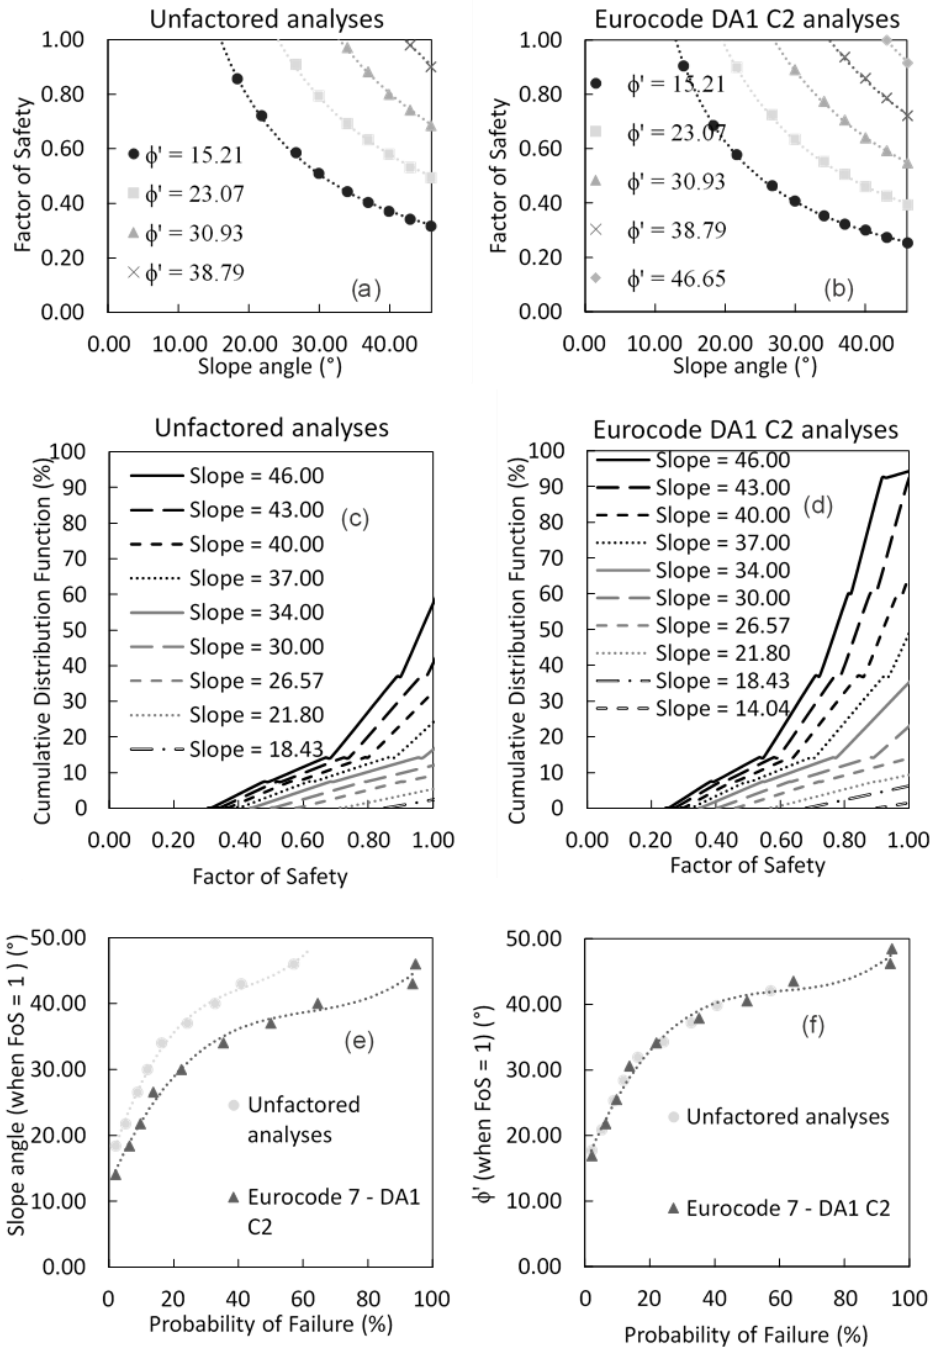 Unfactored analyses
Factor of Safety
1.00
0.80
0.60
0.40
0.20
0.00
ϕ' = 15.21
ϕ' = 23.07
ϕ' = 30.93
ϕ' = 38.79
(a)
0.00 10.00 20.00 30.00 40.00
Slope angle (°)
Eurocode DA1 C2 analyses
Factor of Safety
1.00
0.80
0.60
0.40
0.20
0.00
ϕ' = 15.21
ϕ' = 23.07
ϕ' = 30.93
ϕ' = 38.79
ϕ' = 46.65
(b)
0.00 10.00 20.00 30.00 40.00
Slope angle (°)
Unfactored analyses
Cumulative Distribution Function (%)
100
90
80
70
60
50
40
30
20
10
0
Slope = 46.00
Slope = 43.00
Slope = 40.00
Slope = 37.00
Slope = 34.00
Slope = 30.00
Slope = 26.57
Slope = 21.80
Slope = 18.43
(c)
0.00 0.20 0.40 0.60 0.80 1.00
Factor of Safety
Eurocode DA1 C2 analyses
Cumulative Distribution Function (%)
100
90
80
70
60
50
40
30
20
10
0
Slope = 46.00
Slope = 43.00
Slope = 40.00
Slope = 37.00
Slope = 34.00
Slope = 30.00
Slope = 26.57
Slope = 21.80
Slope = 18.43
Slope = 14.04
(d)
0.00 0.20 0.40 0.60 0.80 1.00
Factor of Safety
Slope angle (when FoS = 1 ) (°)
50.00
40.00
30.00
20.00
10.00
0.00
(e)
Unfactored
analyses
Eurocode 7 - DA1
C2
0 20 40 60 80 100
Probability of Failure (%)
ϕ' (when FoS = 1) (°)
50.00
40.00
30.00
20.00
10.00
0.00
(f)
Unfactored analyses
Eurocode 7 - DA1 C2
0 20 40 60 80 100
Probability of Failure (%)